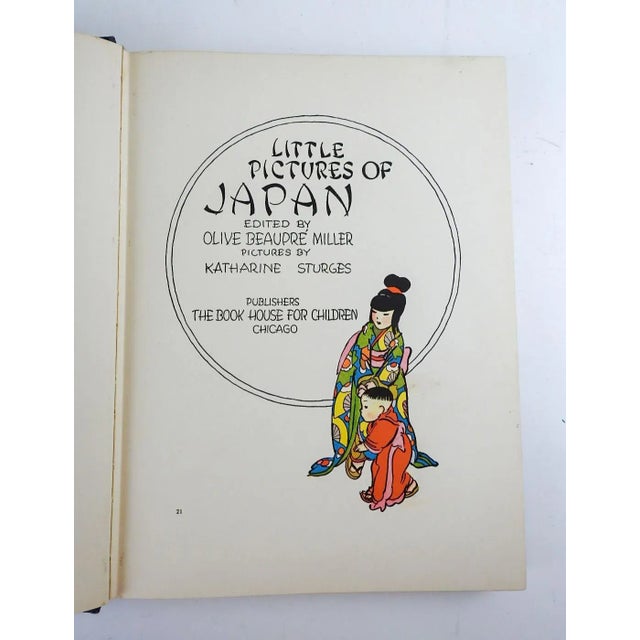 LITTLE
PICTURES OF
JAPAN
EDITED BY
OLIVE BEAUPRÉ MILLER
PICTURES BY
KATHARINE STURGES
PUBLISHERS
THE BOOK HOUSE FOR CHILDREN
CHICAGO
21